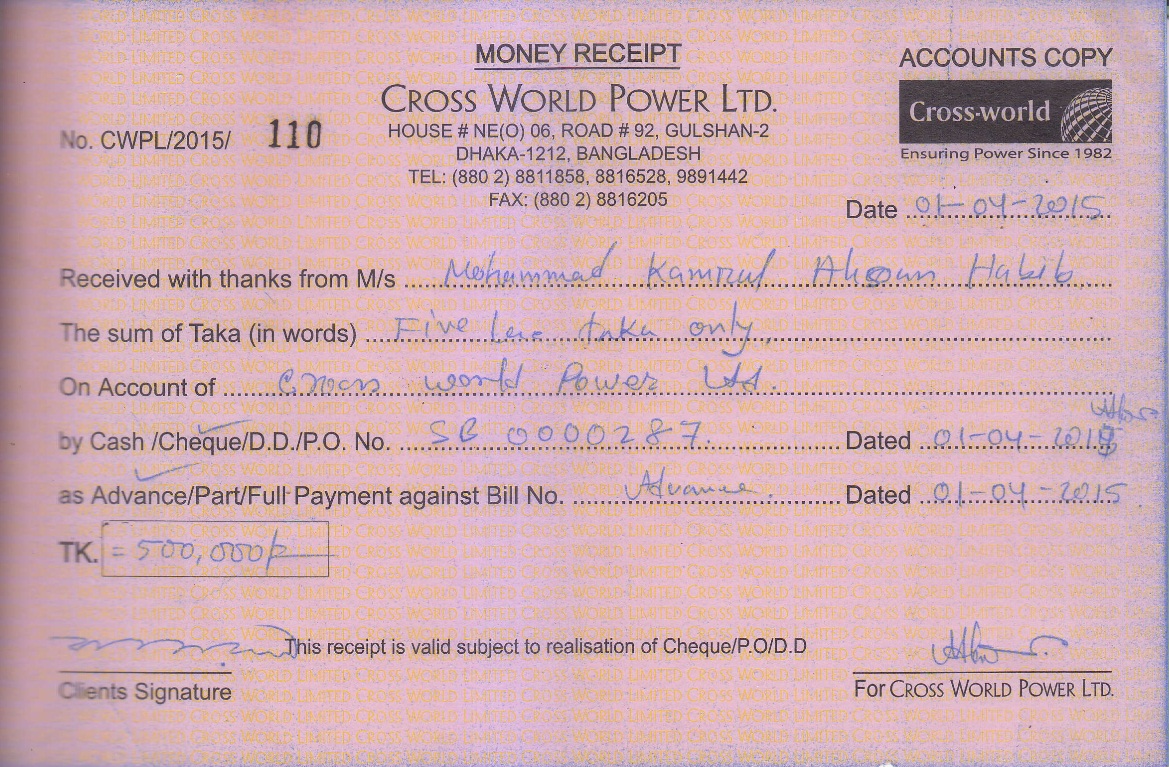 MONEY RECEIPT
ACCOUNTS COPY
CROSS WORLD POWER LTD.
Cross-world
Ensuring Power Since 1982
No. CWPL/2015/ 110
HOUSE # NE(O) 06, ROAD # 92, GULSHAN-2
DHAKA-1212, BANGLADESH
TEL: (880 2) 8811858, 8816528, 9891442
FAX: (880 2) 8816205
Date 01-04-2015
Received with thanks from M/s Mohammad Kamrul Ahsan Habib
The sum of Taka (in words) Five Lac taka only
On Account of Cross world Power Ltd.
by Cash /Cheque/D.D./P.O. No. SB 0000287. Dated 01-04-2015
as Advance/Part/Full Payment against Bill No. Advance. Dated 01-04-2015
TK. = 500,000/=
This receipt is valid subject to realisation of Cheque/P.O/D.D
Clients Signature
For CROSS WORLD POWER LTD.